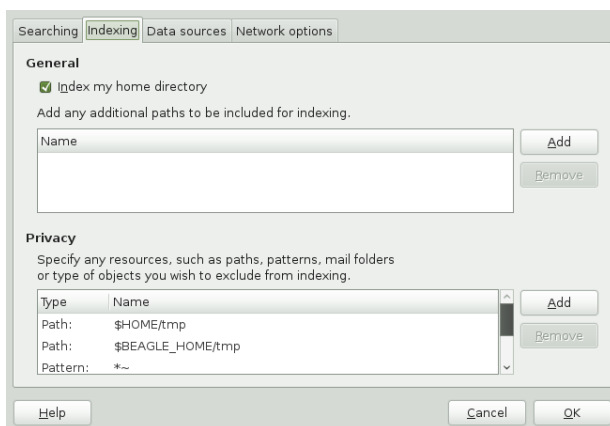 Searching Indexing Data sources Network options
General
Index my home directory
Add any additional paths to be included for indexing.
Name
Add
Remove
Privacy
Specify any resources, such as paths, patterns, mail folders
or type of objects you wish to exclude from indexing.
Type Name
Add
Path: $HOME/tmp
Path: $BEAGLE_HOME/tmp
Remove
Pattern: *~
Help Cancel OK